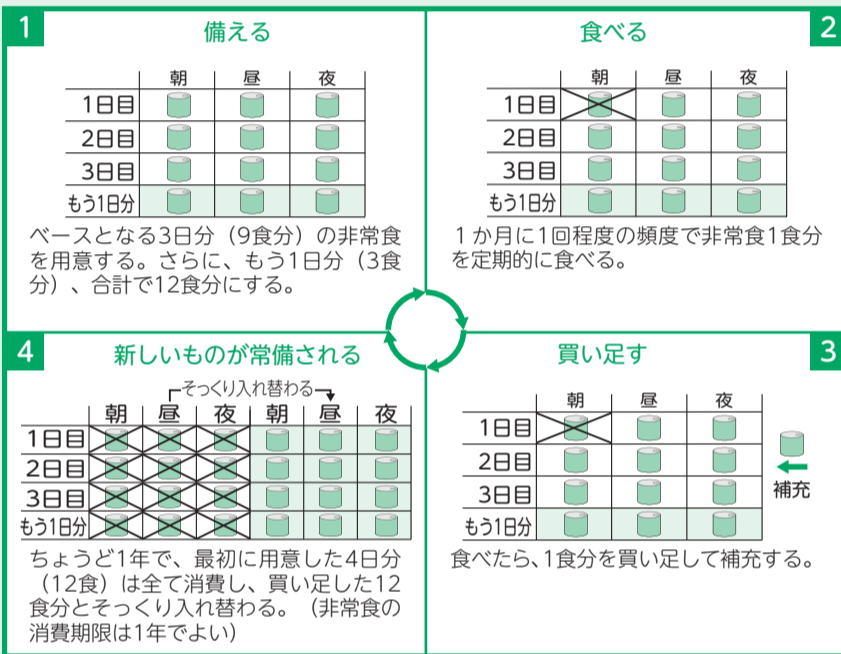 1
備える
朝 昼 夜
1日目
2日目
3日目
もう1日分
ベースとなる3日分（9食分）の非常食
を用意する。さらに、もう1日分（3食
分）、合計で12食分にする。
2
食べる
朝 昼 夜
1日目
2日目
3日目
もう1日分
１か月に1回程度の頻度で非常食1食分
を定期的に食べる。
3
買い足す
朝 昼 夜
1日目
2日目
3日目
もう1日分
補充
食べたら、1食分を買い足して補充する。
4
新しいものが常備される
そっくり入れ替わる
朝 昼 夜 朝 昼 夜
1日目
2日目
3日目
もう1日分
ちょうど1年で、最初に用意した4日分
（12食）は全て消費し、買い足した12
食分とそっくり入れ替わる。（非常食の
消費期限は1年でよい）